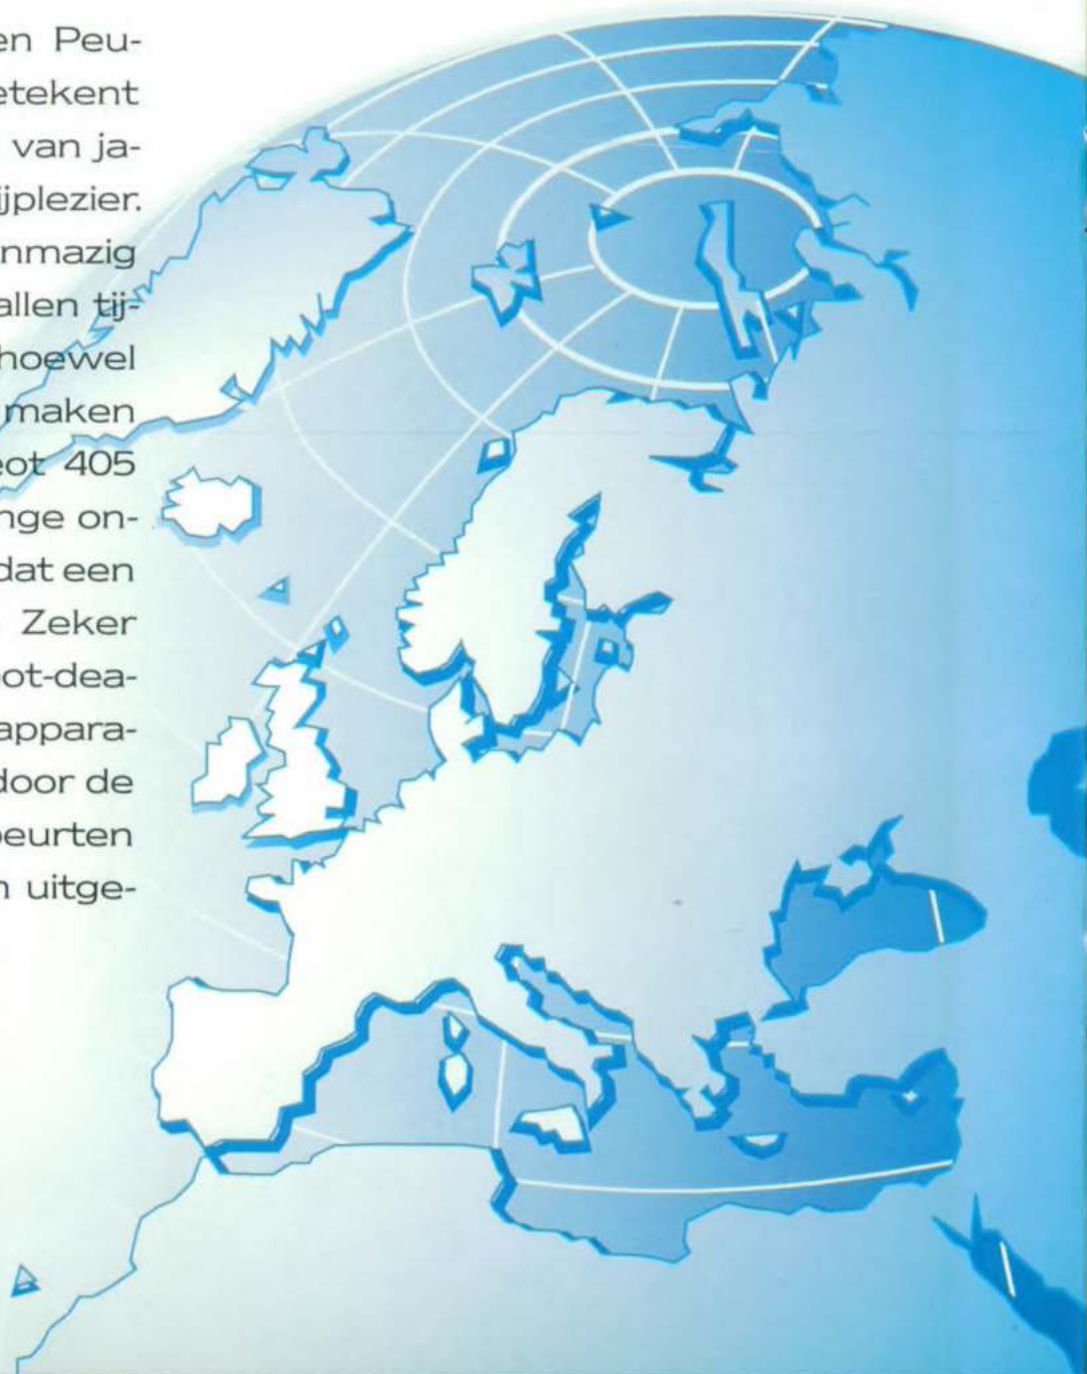 en Peu-
etekent
van ja-
ijplezier.
nmazig
allen tij-
hoewel
maken
ot 405
nge on-
dat een
Zeker
ot-dea-
appara-
door de
eurten
n uitge-